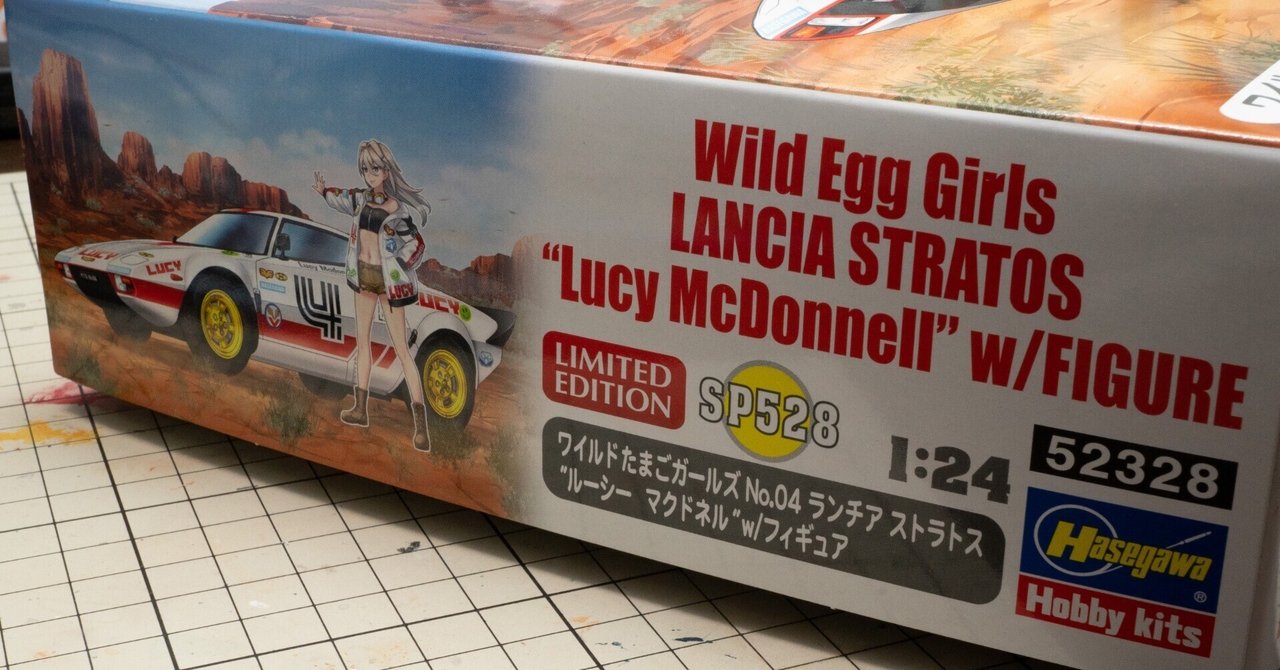 Wild Egg Girls
LANCIA STRATOS
“Lucy McDonnell” w/FIGURE
LIMITED
EDITION
SP528
1:24
52328
ワイルドたまごガールズ No.04 ランチア ストラトス
“ルーシー マクドネル”w/フィギュア
Hasegawa
®
Hobby kits
LUCY
LUCY
4
LUCY
LUCY